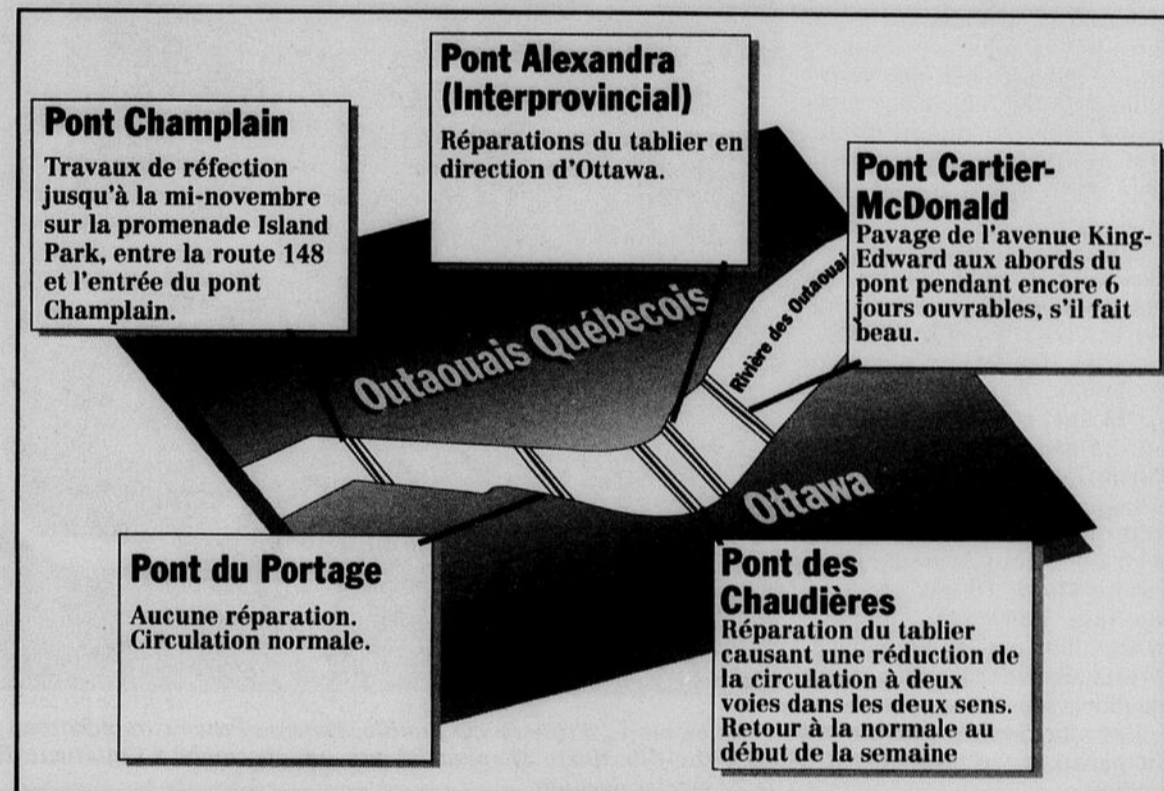 Pont Champlain
Travaux de réfection
jusqu'à la mi-novembre
sur la promenade Island
Park, entre la route 148
et l'entrée du pont
Champlain.
Pont Alexandra
(Interprovincial)
Réparations du tablier en
direction d'Ottawa.
Pont Cartier-
McDonald
Pavage de l'avenue King-
Edward aux abords du
pont pendant encore 6
jours ouvrables, s'il fait
beau.
Outaouais Québecois
Rivière des Outaouai
Ottawa
Pont du Portage
Aucune réparation.
Circulation normale.
Pont des
Chaudières
Réparation du tablier
causant une réduction de
la circulation à deux
voies dans les deux sens.
Retour à la normale au
début de la semaine